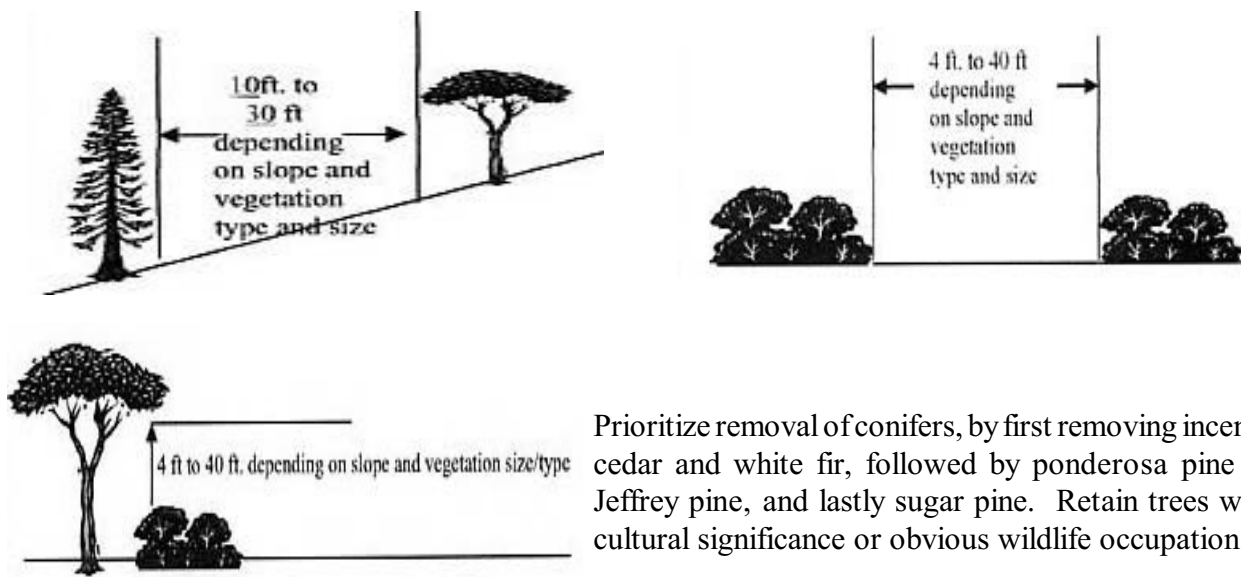 10ft. to
30 ft
depending
on slope and
vegetation
type and size
4 ft. to 40 ft
depending
on slope and
vegetation
type and size
4 ft to 40 ft. depending on slope and vegetation size/type
Prioritize removal of conifers, by first removing
cedar and white fir, followed by ponderosa pine
Jeffrey pine, and lastly sugar pine. Retain trees
cultural significance or obvious wildlife occupation